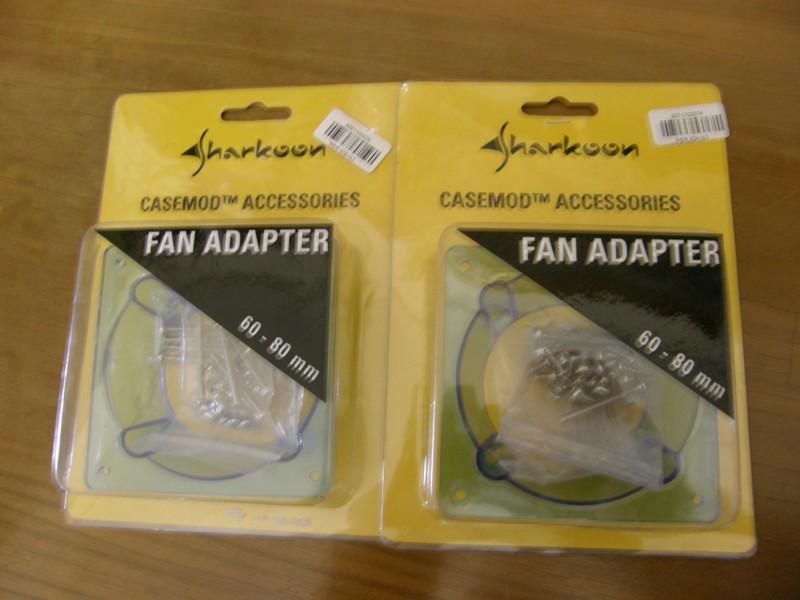 Sharkoon
CASEMOD™ ACCESSORIES
FAN ADAPTER
60 - 80 mm
Sharkoon
CASEMOD™ ACCESSORIES
FAN ADAPTER
60 - 80 mm